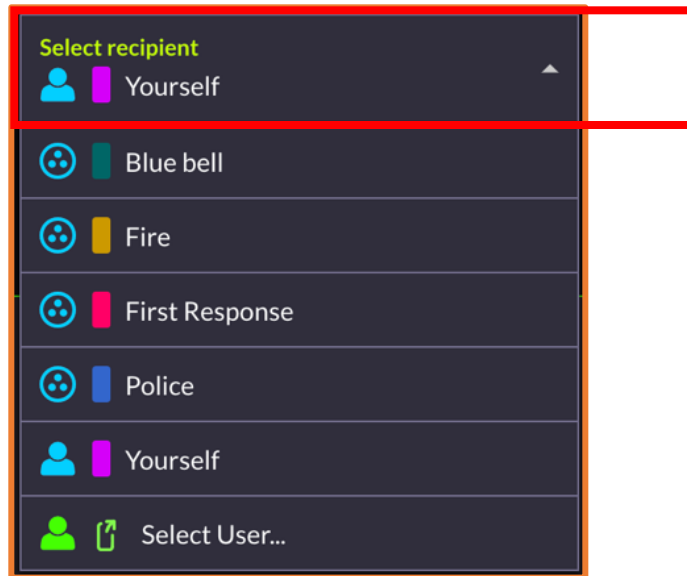 Select recipient
Yourself
Blue bell
Fire
First Response
Police
Yourself
Select User...